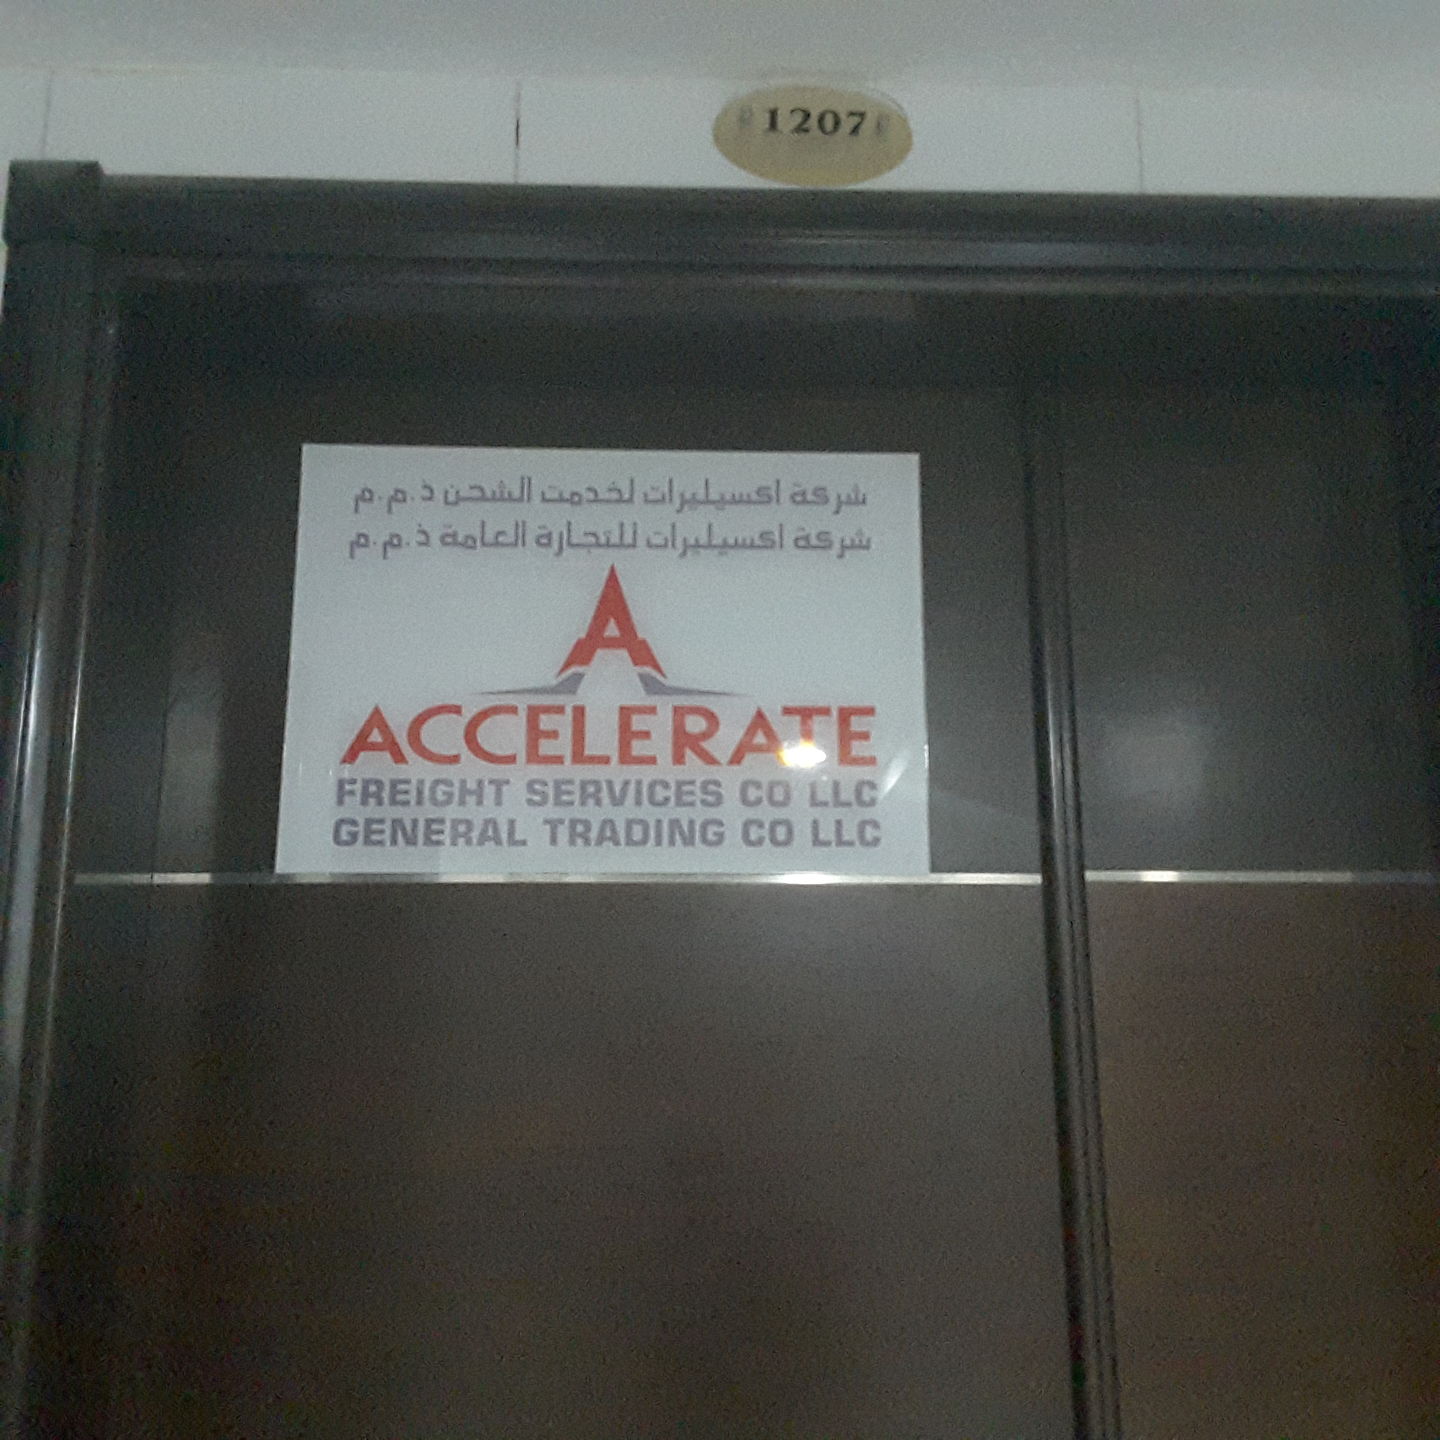 1207
شركة اكسيليرات لخدمت الشحن ذ.م.م
شركة اكسيليرات للتجارة العامة ذ.م.م
A
ACCELERATE
FREIGHT SERVICES CO LLC
GENERAL TRADING CO LLC